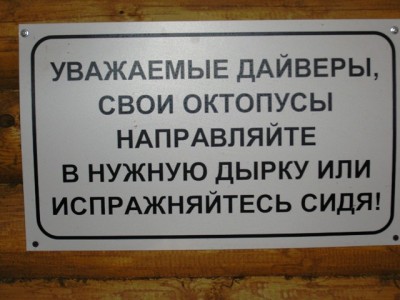 УВАЖАЕМЫЕ ДАЙВЕРЫ,
СВОИ ОКТОПУСЫ
НАПРАВЛЯЙТЕ
В НУЖНУЮ ДЫРКУ ИЛИ
ИСПРАЖНЯЙТЕСЬ СИДЯ!